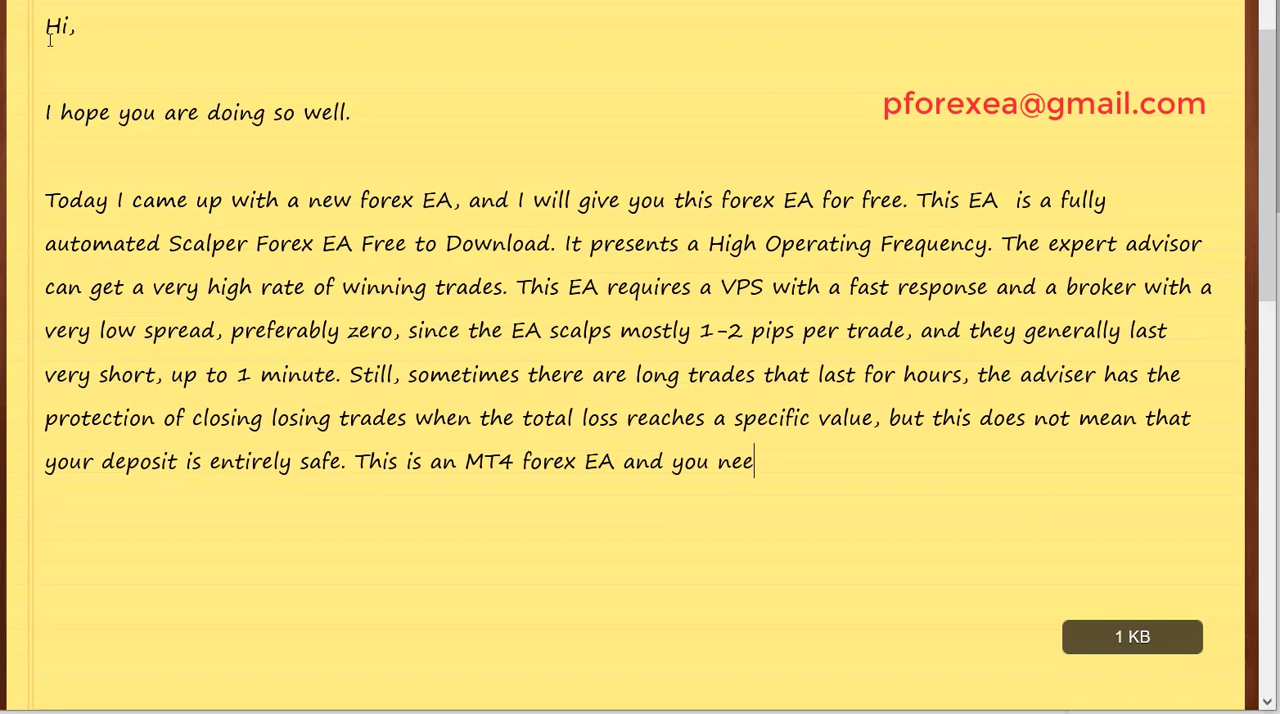 Hi,
pforexea@gmail.com
I hope you are doing so well.
Today I came up with a new forex EA, and I will give you this forex EA for free. This EA  is a fully
automated Scalper Forex EA Free to Download. It presents a High Operating Frequency. The expert advisor
can get a very high rate of winning trades. This EA requires a VPS with a fast response and a broker with a
very low spread, preferably zero, since the EA scalps mostly 1-2 pips per trade, and they generally last
very short, up to 1 minute. Still, sometimes there are long trades that last for hours, the adviser has the
protection of closing losing trades when the total loss reaches a specific value, but this does not mean that
your deposit is entirely safe. This is an MT4 forex EA and you nee
1 KB